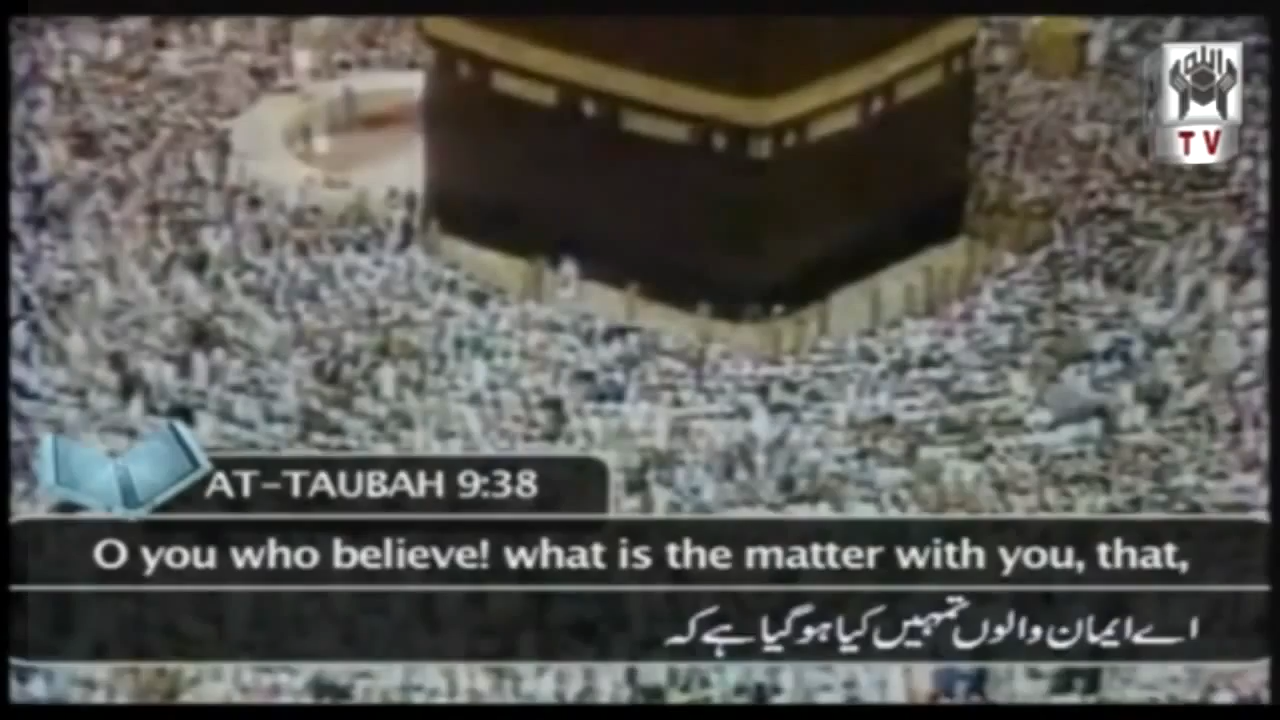 الله
TV
AT-TAUBAH 9:38
O you who believe! what is the matter with you, that,
اے ایمان والوں تمہیں کیا ہو گیا ہے کہ